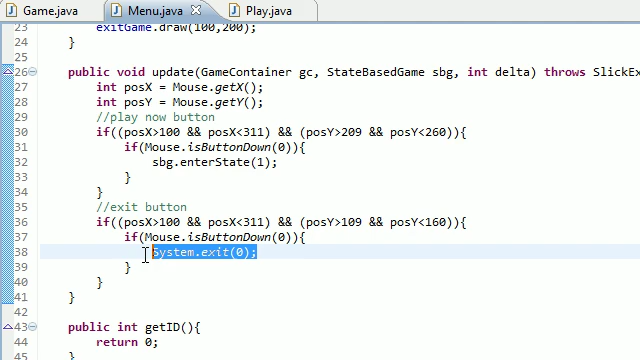 Game.java Menu.java Play.java
23 exitGame.draw(100,200);
24 }
25
26 public void update(GameContainer gc, StateBasedGame sbg, int delta) throws SlickEx
27 int posX = Mouse.getX();
28 int posY = Mouse.getY();
29 //play now button
30 if((posX>100 && posX<311) && (posY>209 && posY<260)){
31 if(Mouse.isButtonDown(0)){
32 sbg.enterState(1);
33 }
34 }
35 //exit button
36 if((posX>100 && posX<311) && (posY>109 && posY<160)){
37 if(Mouse.isButtonDown(0)){
38 System.exit(0);
39 }
40 }
41 }
42
43 public int getID(){
44 return 0;
45 }